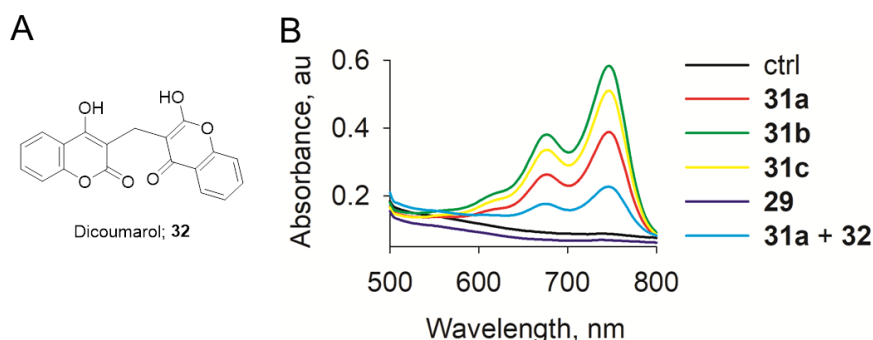 A
OH
O
O
HO
O
O
Dicoumarol; 32
B
Absorbance, au
0.6
0.4
0.2
500
600
700
800
Wavelength, nm
ctrl
31a
31b
31c
29
31a + 32